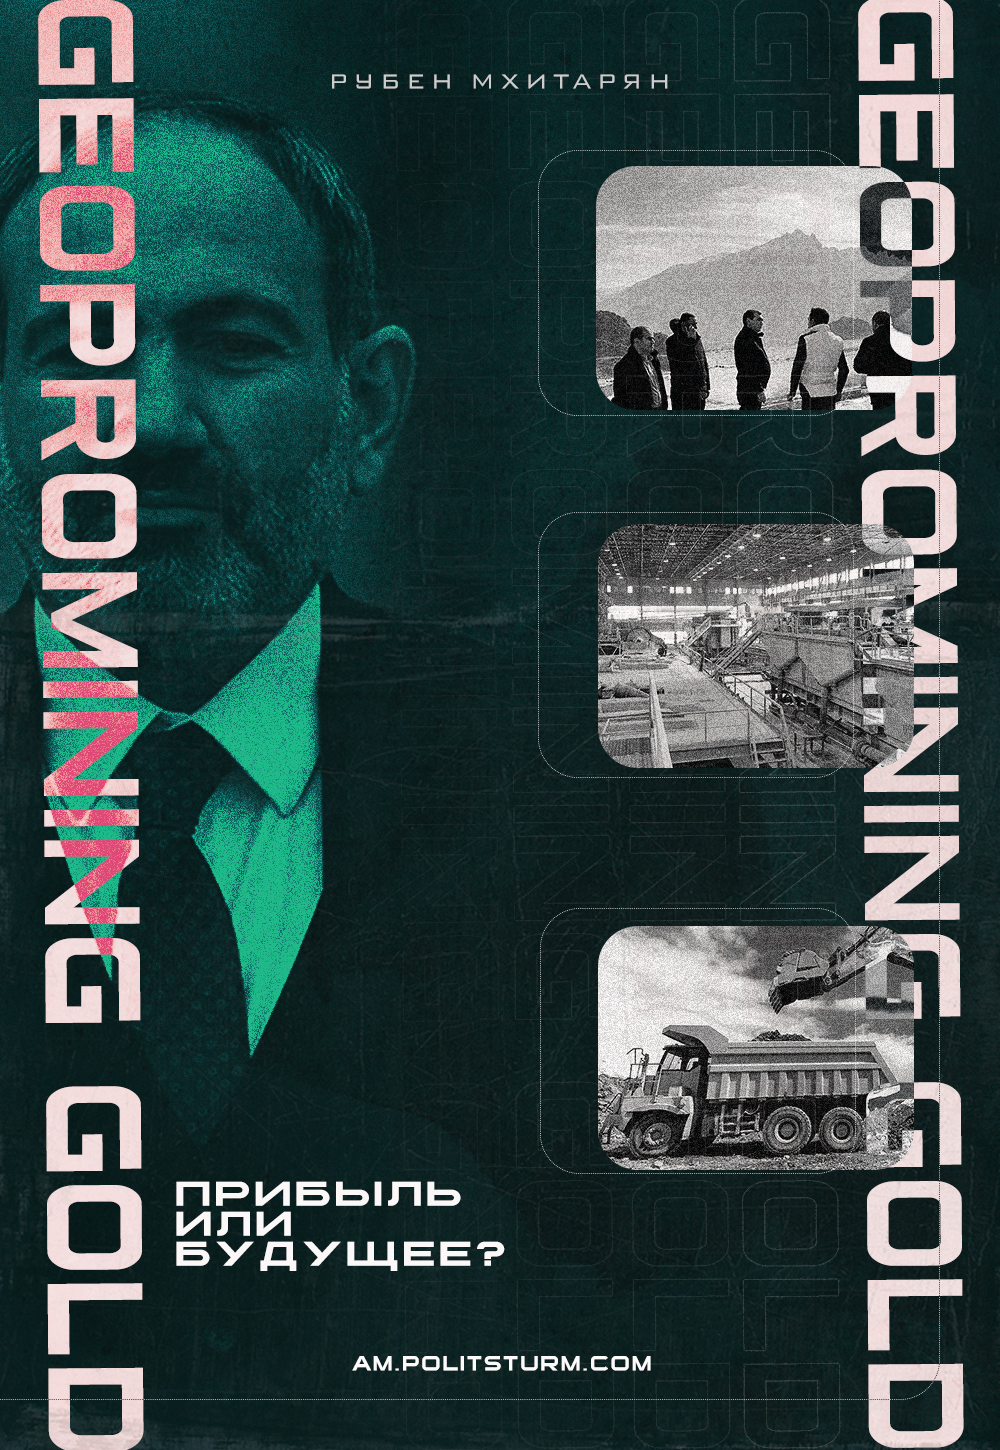 РУБЕН МХИТАРЯН
GEOPROMINING GOLD
GEOPROMINING GOLD
ПРИБЫЛЬ
ИЛИ
БУДУЩЕЕ?
AM.POLITSTURM.COM